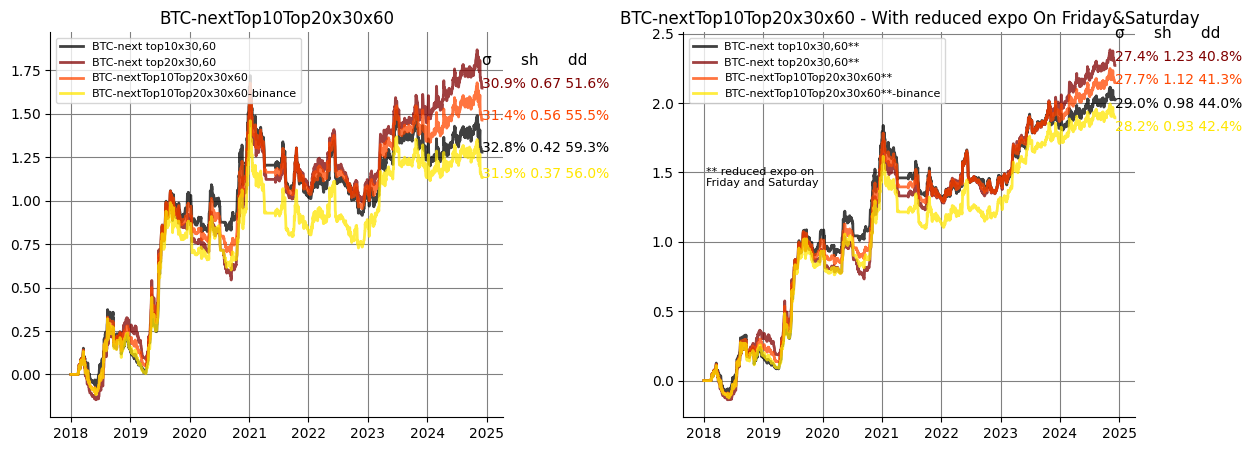 BTC-nextTop10Top20x30x60
BTC-next top10x30,60
BTC-next top20x30,60
BTC-nextTop10Top20x30x60
BTC-nextTop10Top20x30x60-binance
σ sh dd
30.9% 0.67 51.6%
31.4% 0.56 55.5%
32.8% 0.42 59.3%
31.9% 0.37 56.0%
1.75
1.50
1.25
1.00
0.75
0.50
0.25
0.00
2018 2019 2020 2021 2022 2023 2024 2025
BTC-nextTop10Top20x30x60 - With reduced expo On Friday&Saturday
BTC-next top10x30,60**
BTC-next top20x30,60**
BTC-nextTop10Top20x30x60**
BTC-nextTop10Top20x30x60**-binance
σ sh dd
27.4% 1.23 40.8%
27.7% 1.12 41.3%
29.0% 0.98 44.0%
28.2% 0.93 42.4%
** reduced expo on
Friday and Saturday
2.5
2.0
1.5
1.0
0.5
0.0
2018 2019 2020 2021 2022 2023 2024 2025